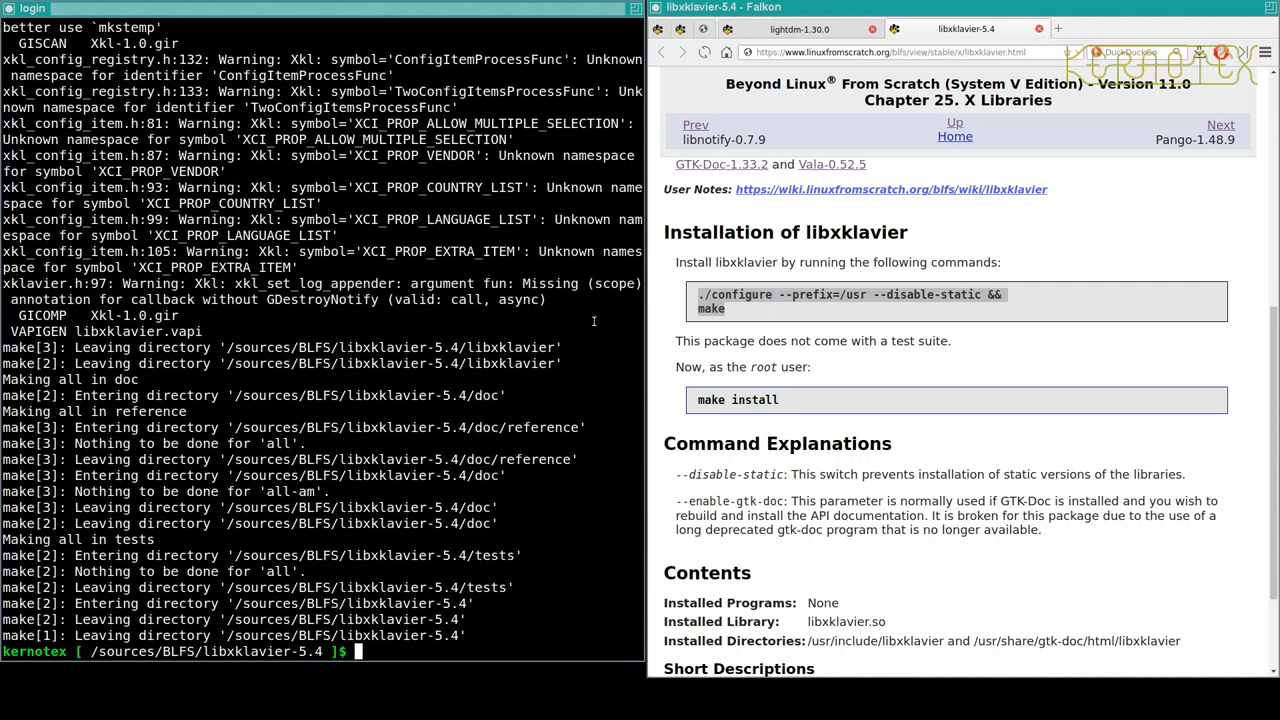 login
better use `mkstemp'
  GISCAN   Xkl-1.0.gir
xkl_config_registry.h:132: Warning: Xkl: symbol='ConfigItemProcessFunc': Unknown
 namespace for identifier 'ConfigItemProcessFunc'
xkl_config_registry.h:133: Warning: Xkl: symbol='TwoConfigItemsProcessFunc': Unk
nown namespace for identifier 'TwoConfigItemsProcessFunc'
xkl_config_item.h:81: Warning: Xkl: symbol='XCI_PROP_ALLOW_MULTIPLE_SELECTION':
Unknown namespace for symbol 'XCI_PROP_ALLOW_MULTIPLE_SELECTION'
xkl_config_item.h:87: Warning: Xkl: symbol='XCI_PROP_VENDOR': Unknown namespace
for symbol 'XCI_PROP_VENDOR'
xkl_config_item.h:93: Warning: Xkl: symbol='XCI_PROP_COUNTRY_LIST': Unknown name
space for symbol 'XCI_PROP_COUNTRY_LIST'
xkl_config_item.h:99: Warning: Xkl: symbol='XCI_PROP_LANGUAGE_LIST': Unknown nam
espace for symbol 'XCI_PROP_LANGUAGE_LIST'
xkl_config_item.h:105: Warning: Xkl: symbol='XCI_PROP_EXTRA_ITEM': Unknown names
pace for symbol 'XCI_PROP_EXTRA_ITEM'
xklavier.h:97: Warning: Xkl: xkl_set_log_appender: argument fun: Missing (scope)
 annotation for callback without GDestroyNotify (valid: call, async)
  GICOMP   Xkl-1.0.gir
 VAPIGEN libxklavier.vapi
make[3]: Leaving directory '/sources/BLFS/libxklavier-5.4/libxklavier'
make[2]: Leaving directory '/sources/BLFS/libxklavier-5.4/libxklavier'
Making all in doc
make[2]: Entering directory '/sources/BLFS/libxklavier-5.4/doc'
Making all in reference
make[3]: Entering directory '/sources/BLFS/libxklavier-5.4/doc/reference'
make[3]: Nothing to be done for 'all'.
make[3]: Leaving directory '/sources/BLFS/libxklavier-5.4/doc/reference'
make[3]: Entering directory '/sources/BLFS/libxklavier-5.4/doc'
make[3]: Nothing to be done for 'all-am'.
make[3]: Leaving directory '/sources/BLFS/libxklavier-5.4/doc'
make[2]: Leaving directory '/sources/BLFS/libxklavier-5.4/doc'
Making all in tests
make[2]: Entering directory '/sources/BLFS/libxklavier-5.4/tests'
make[2]: Nothing to be done for 'all'.
make[2]: Leaving directory '/sources/BLFS/libxklavier-5.4/tests'
make[2]: Entering directory '/sources/BLFS/libxklavier-5.4'
make[2]: Leaving directory '/sources/BLFS/libxklavier-5.4'
make[1]: Leaving directory '/sources/BLFS/libxklavier-5.4'
kernotex [ /sources/BLFS/libxklavier-5.4 ]$
libxklavier-5.4 - Falkon
lightdm-1.30.0
libxklavier-5.4
https://www.linuxfromscratch.org/blfs/view/stable/x/libxklavier.html
DuckDuckGo
KERNOTEX
Beyond Linux® From Scratch (System V Edition) - Version 11.0
Chapter 25. X Libraries
Prev Up Next
libnotify-0.7.9 Home Pango-1.48.9
GTK-Doc-1.33.2 and Vala-0.52.5
User Notes: https://wiki.linuxfromscratch.org/blfs/wiki/libxklavier
Installation of libxklavier
Install libxklavier by running the following commands:
./configure --prefix=/usr --disable-static &&
make
This package does not come with a test suite.
Now, as the root user:
make install
Command Explanations
--disable-static: This switch prevents installation of static versions of the libraries.
--enable-gtk-doc: This parameter is normally used if GTK-Doc is installed and you wish to
rebuild and install the API documentation. It is broken for this package due to the use of a
long deprecated gtk-doc program that is no longer available.
Contents
Installed Programs: None
Installed Library: libxklavier.so
Installed Directories: /usr/include/libxklavier and /usr/share/gtk-doc/html/libxklavier
Short Descriptions